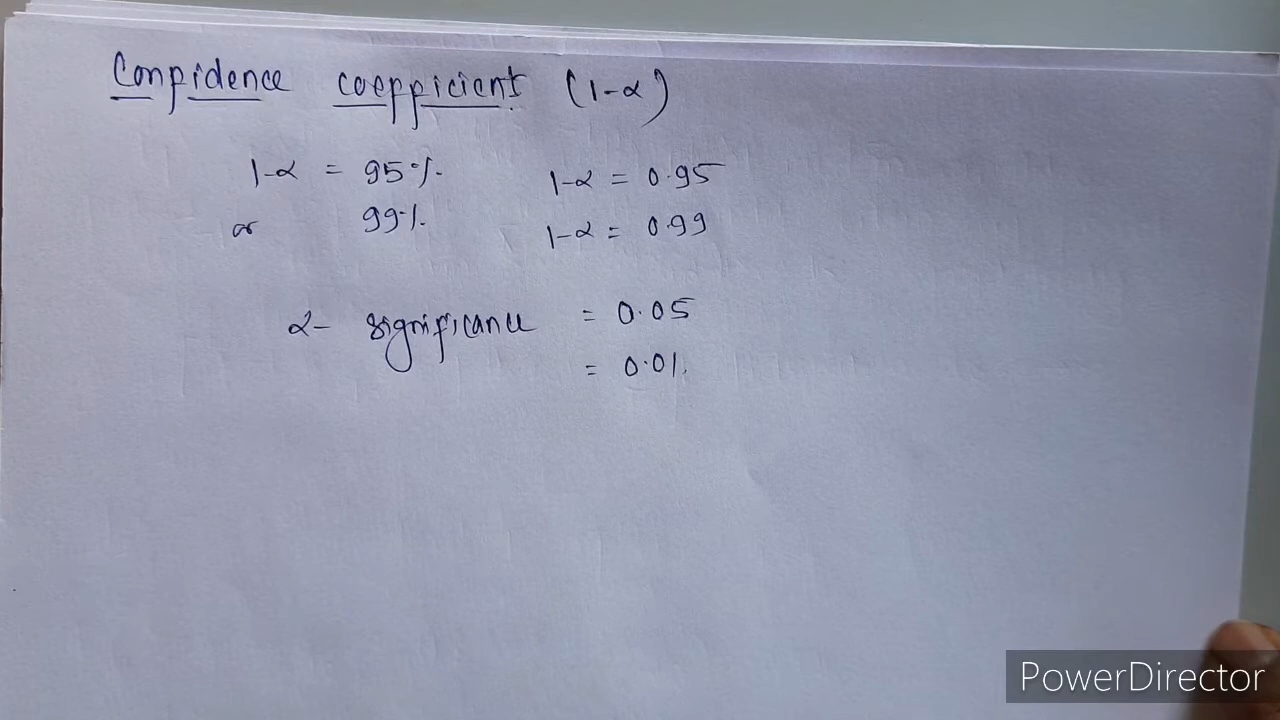 Confidence coefficient (1-α)
1-α = 95%. 1-α = 0.95
or 99%. 1-α = 0.99
α- significance = 0.05
= 0.01.
PowerDirector